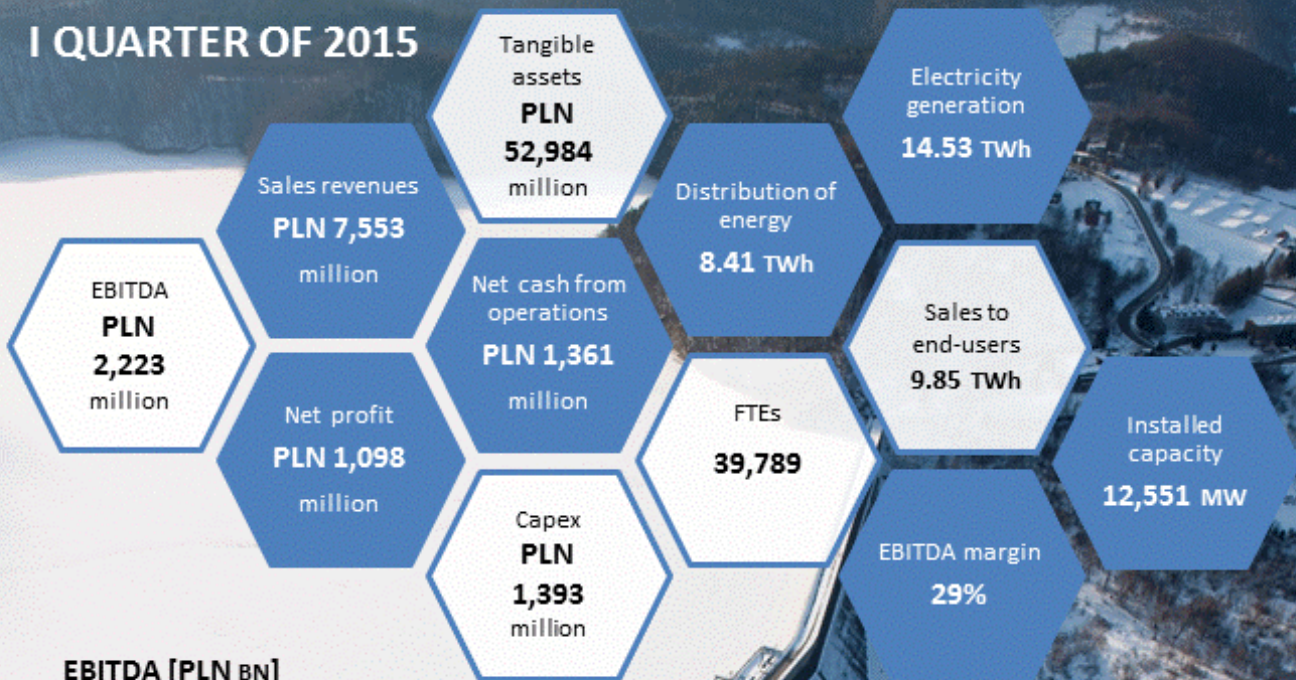 I QUARTER OF 2015
Tangible
assets
PLN
52,984
million
Electricity
generation
14.53 TWh
Sales revenues
PLN 7,553
million
Distribution of
energy
8.41 TWh
EBITDA
PLN
2,223
million
Net cash from
operations
PLN 1,361
million
Sales to
end-users
9.85 TWh
Net profit
PLN 1,098
million
FTEs
39,789
Installed
capacity
12,551 MW
Capex
PLN
1,393
million
EBITDA margin
29%
EBITDA [PLN BN]